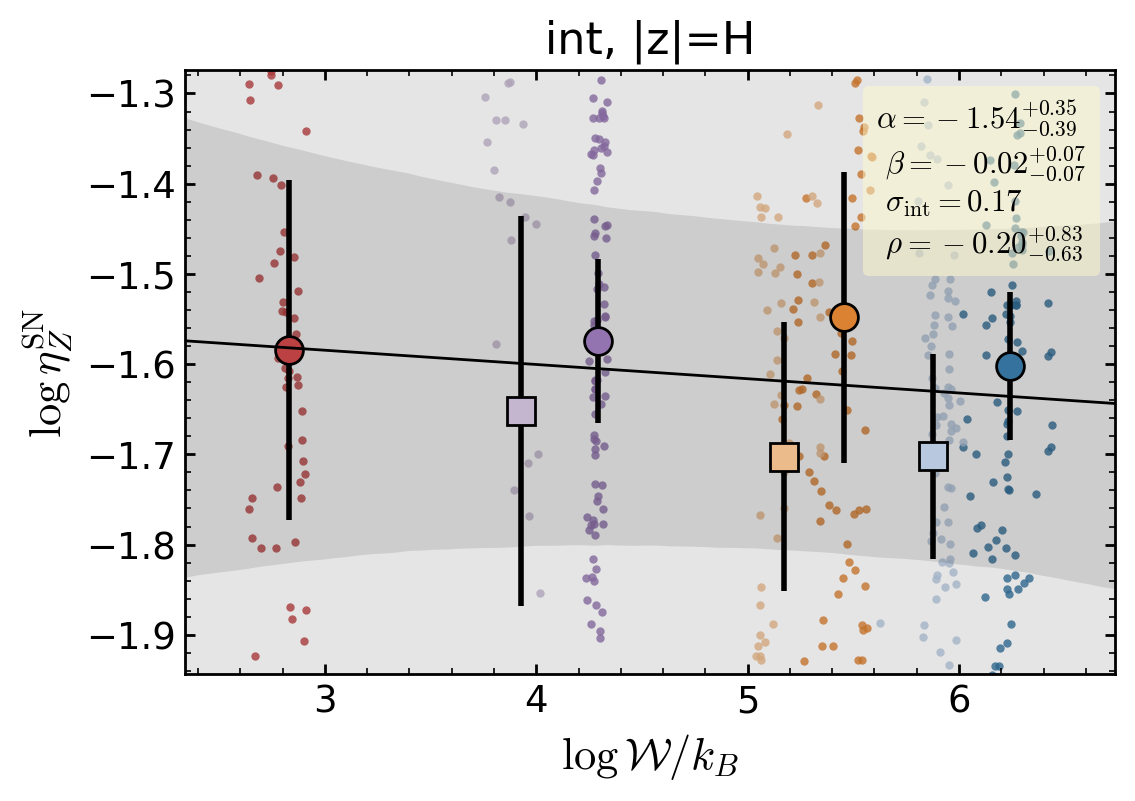 int, |z|=H
−1.3
−1.4
−1.5
−1.6
−1.7
−1.8
−1.9
log η_Z^SN
α = −1.54^{+0.35}_{−0.39}
β = −0.02^{+0.07}_{−0.07}
σ_int = 0.17
ρ = −0.20^{+0.83}_{−0.63}
3 4 5 6
log 𝒲/k_B